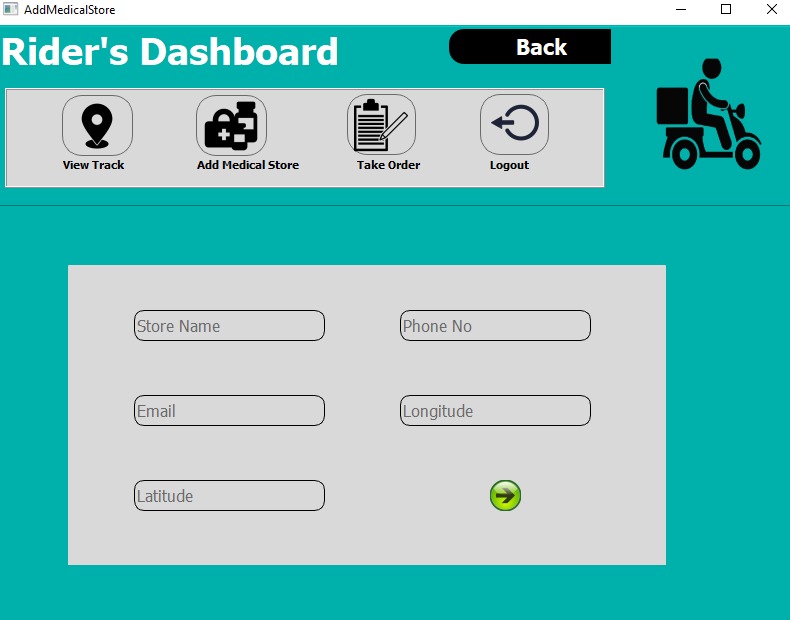 AddMedicalStore
Rider's Dashboard
Back
View Track
Add Medical Store
Take Order
Logout
Store Name
Phone No
Email
Longitude
Latitude